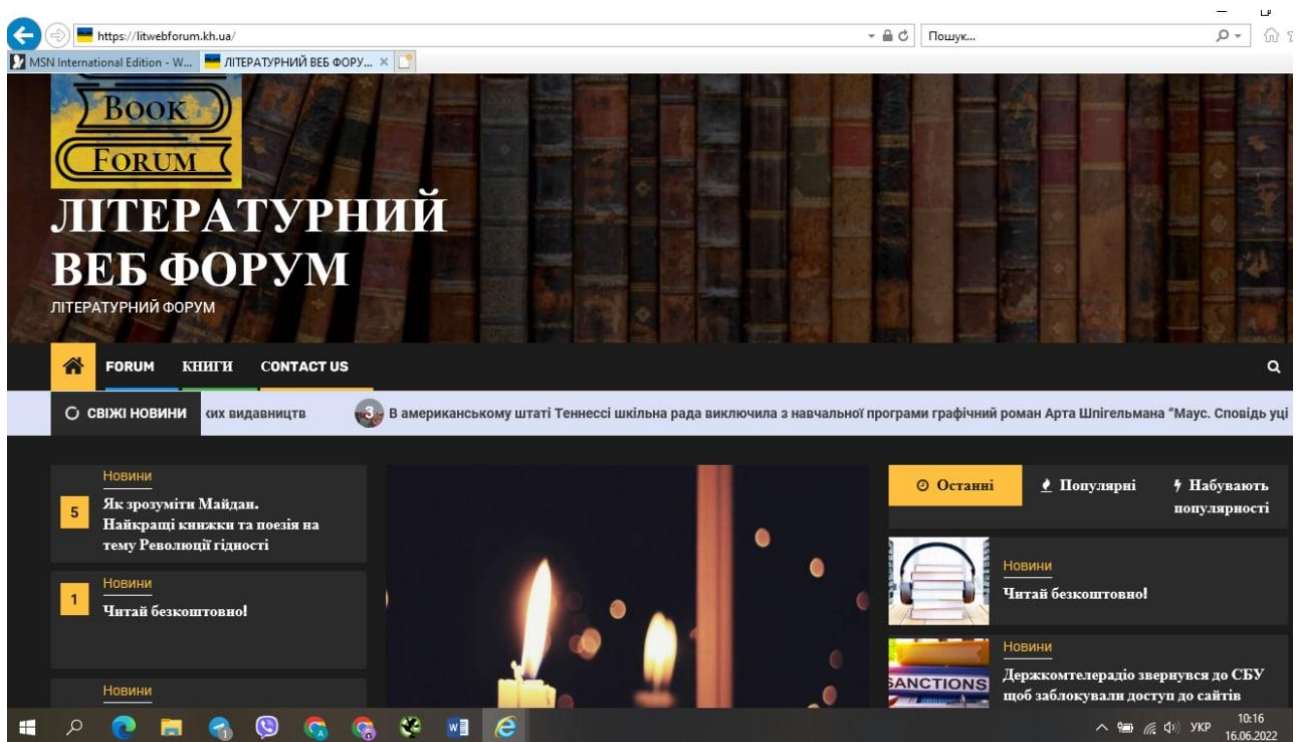 https://litwebforum.kh.ua/
Пошук...
MSN International Edition - W...
ЛІТЕРАТУРНИЙ ВЕБ ФОРУ...
BOOK
FORUM
ЛІТЕРАТУРНИЙ
ВЕБ ФОРУМ
ЛІТЕРАТУРНИЙ ФОРУМ
FORUM КНИГИ CONTACT US
СВІЖІ НОВИНИ
ких видавництв
3
В американському штаті Теннессі шкільна рада виключила з навчальної програми графічний роман Арта Шпігельмана "Маус. Сповідь уці
Новини
5
Як зрозуміти Майдан.
Найкращі книжки та поезія на
тему Революції гідності
Новини
1
Читай безкоштовно!
Новини
Останні
Популярні
Набувають
популярності
Новини
Читай безкоштовно!
SANCTIONS
Новини
Держкомтелерадіо звернувся до СБУ
щоб заблокували доступ до сайтів
УКР
10:16
16.06.2022